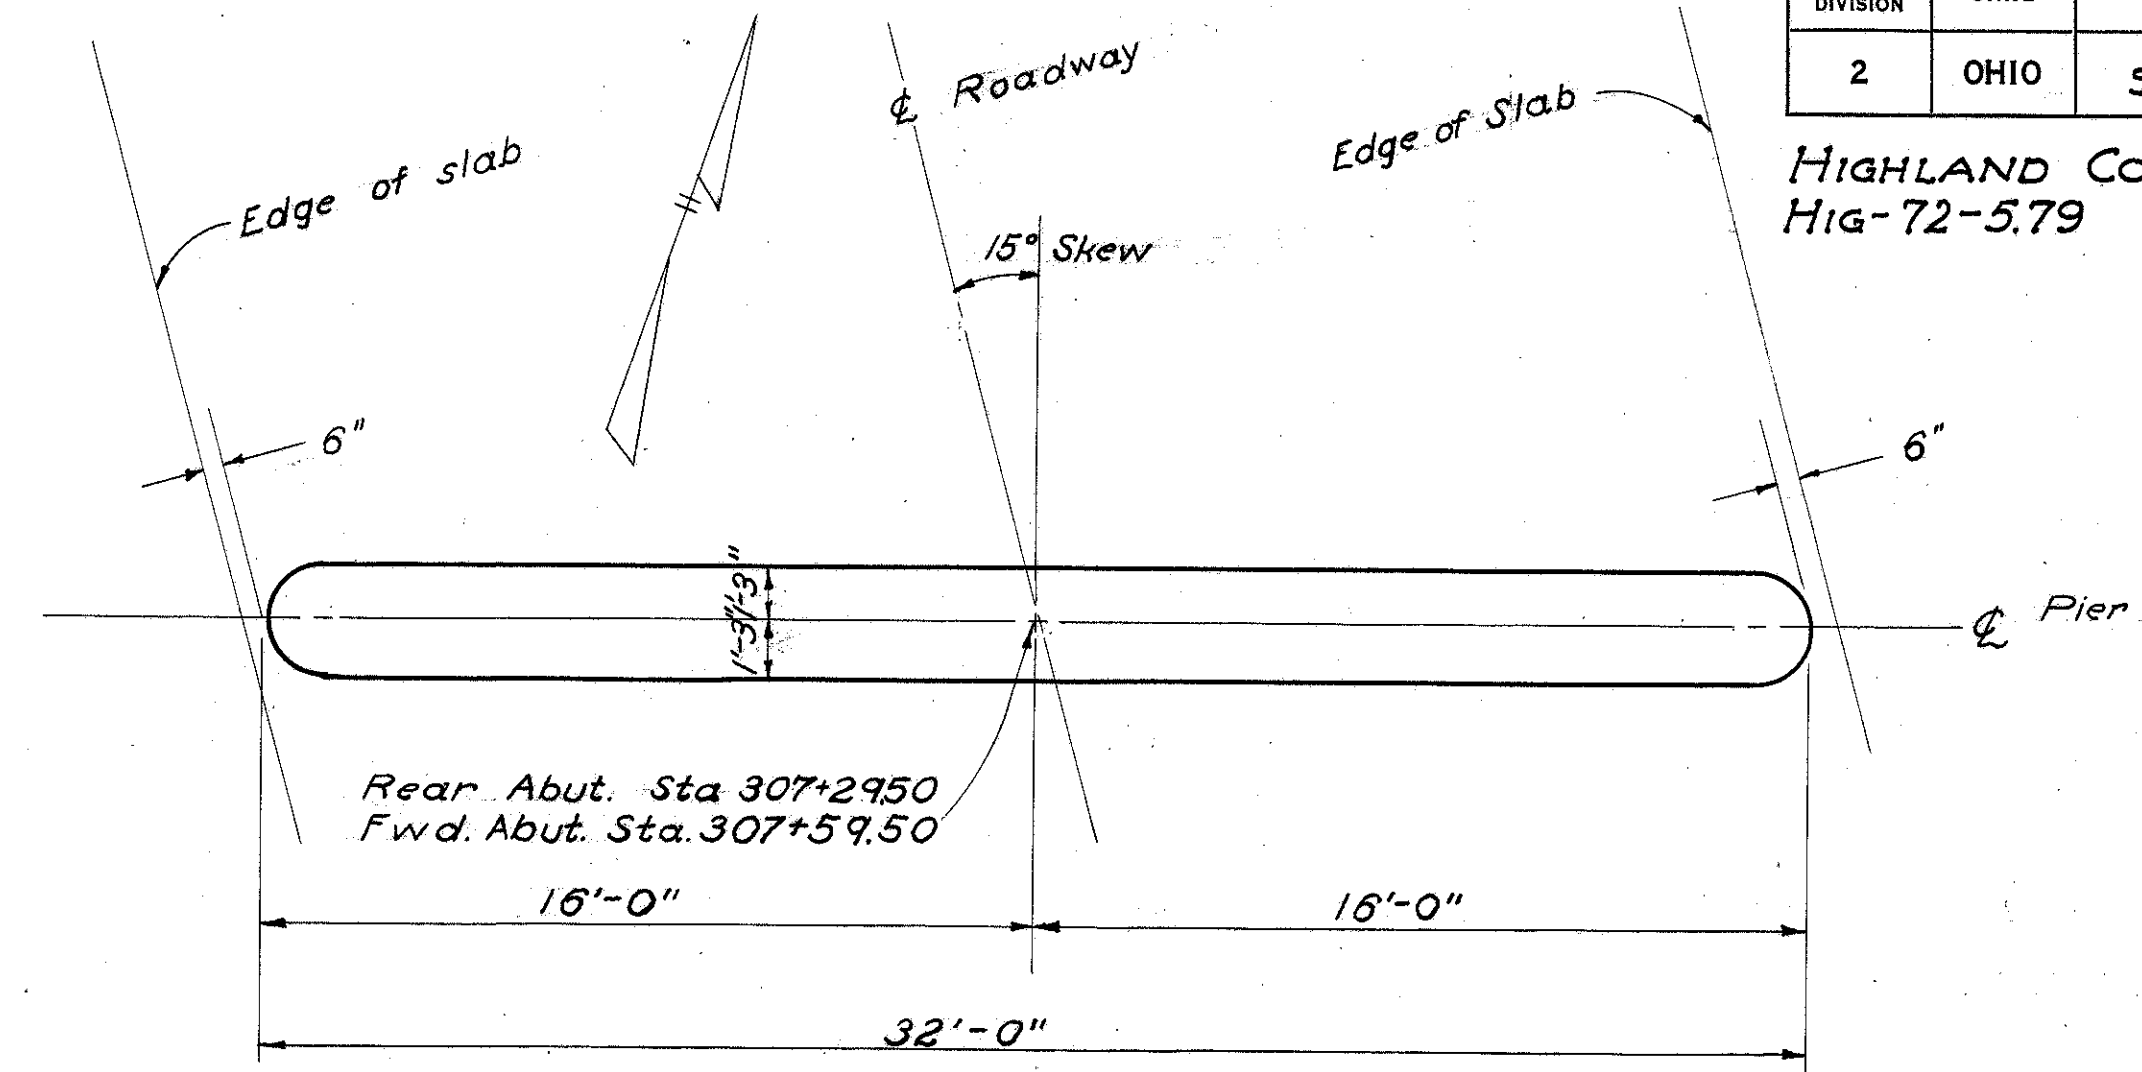 DIVISION
2 OHIO
HIGHLAND
HIG-72-5.79
℄ Roadway
Edge of Slab
Edge of slab
15° Skew
6"
6"
1'-3"
1'-3"
℄ Pier
Rear Abut. Sta 307+29.50
Fwd. Abut. Sta. 307+59.50
16'-0" 16'-0"
32'-0"